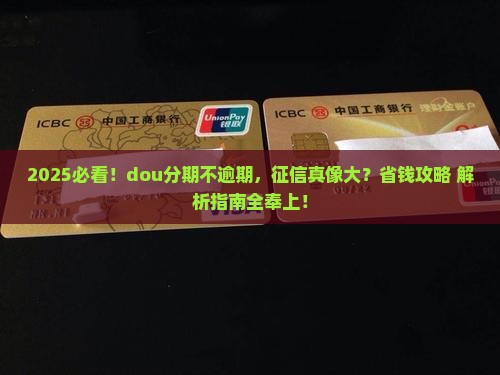 ICBC 中国工商银行
UnionPay
银联
ICBC 中国工商银行 理财金账户
2025必看！dou分期不逾期，征信真像大？省钱攻略 解
析指南全奉上！
VISA